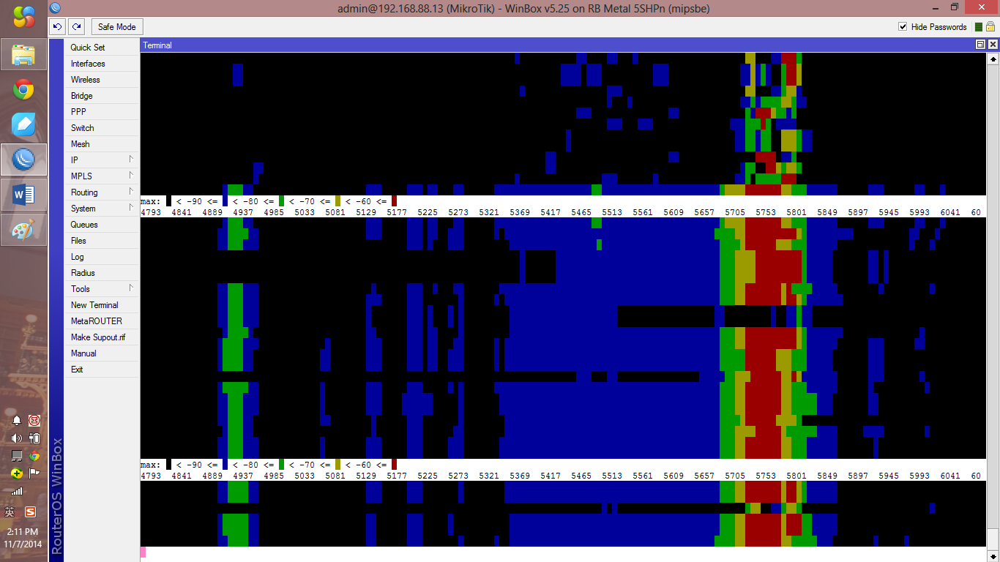 admin@192.168.88.13 (MikroTik) - WinBox v5.25 on RB Metal 5SHPn (mipsbe)
Safe Mode
Hide Passwords
Terminal
Quick Set
Interfaces
Wireless
Bridge
PPP
Switch
Mesh
IP
MPLS
Routing
System
Queues
Files
Log
Radius
Tools
New Terminal
MetaROUTER
Make Supout.rif
Manual
Exit
RouterOS WinBox
max: < -90 <= < -80 <= < -70 <= < -60 <=
4793 4841 4889 4937 4985 5033 5081 5129 5177 5225 5273 5321 5369 5417 5465 5513 5561 5609 5657 5705 5753 5801 5849 5897 5945 5993 6041 60
max: < -90 <= < -80 <= < -70 <= < -60 <=
4793 4841 4889 4937 4985 5033 5081 5129 5177 5225 5273 5321 5369 5417 5465 5513 5561 5609 5657 5705 5753 5801 5849 5897 5945 5993 6041 60
英
S
2:11 PM
11/7/2014